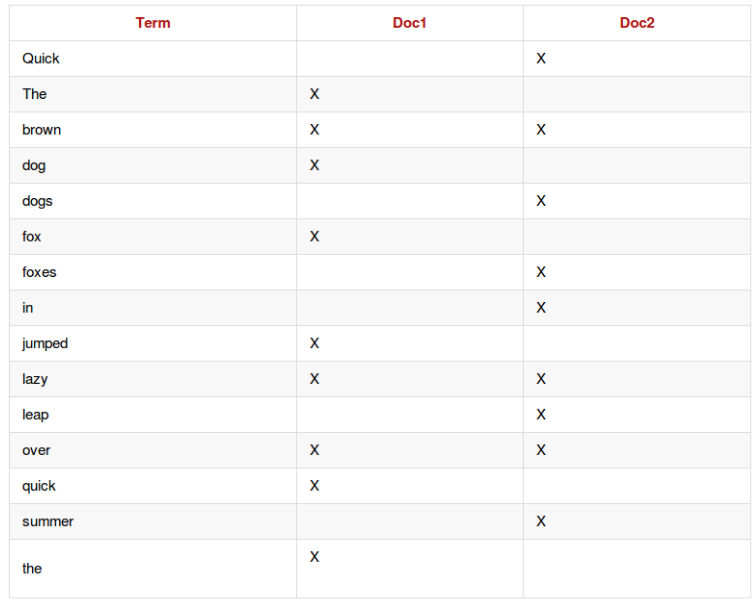 Term Doc1 Doc2
Quick X
The X
brown X X
dog X
dogs X
fox X
foxes X
in X
jumped X
lazy X X
leap X
over X X
quick X
summer X
the X